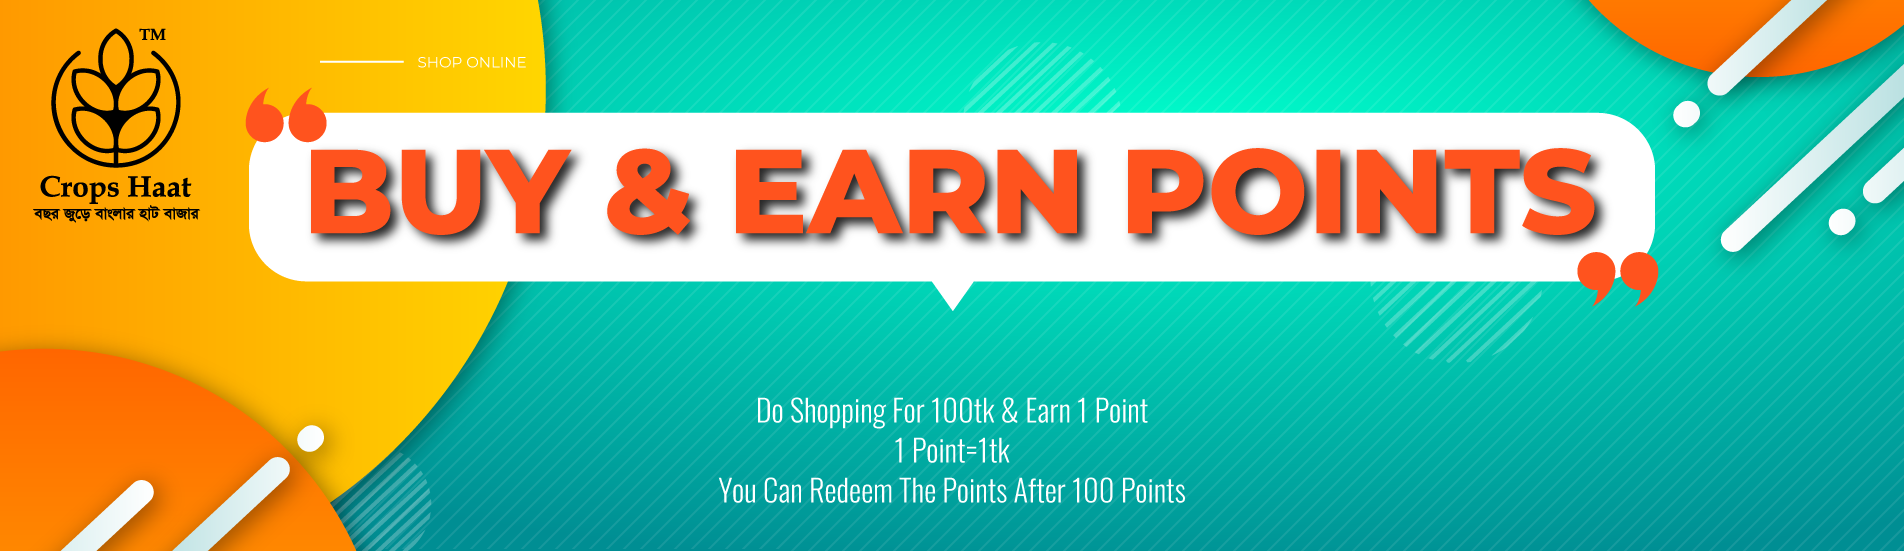 TM
Crops Haat
বছর জুড়ে বাংলার হাট বাজার
SHOP ONLINE
“BUY & EARN POINTS”
Do Shopping For 100tk & Earn 1 Point
1 Point=1tk
You Can Redeem The Points After 100 Points